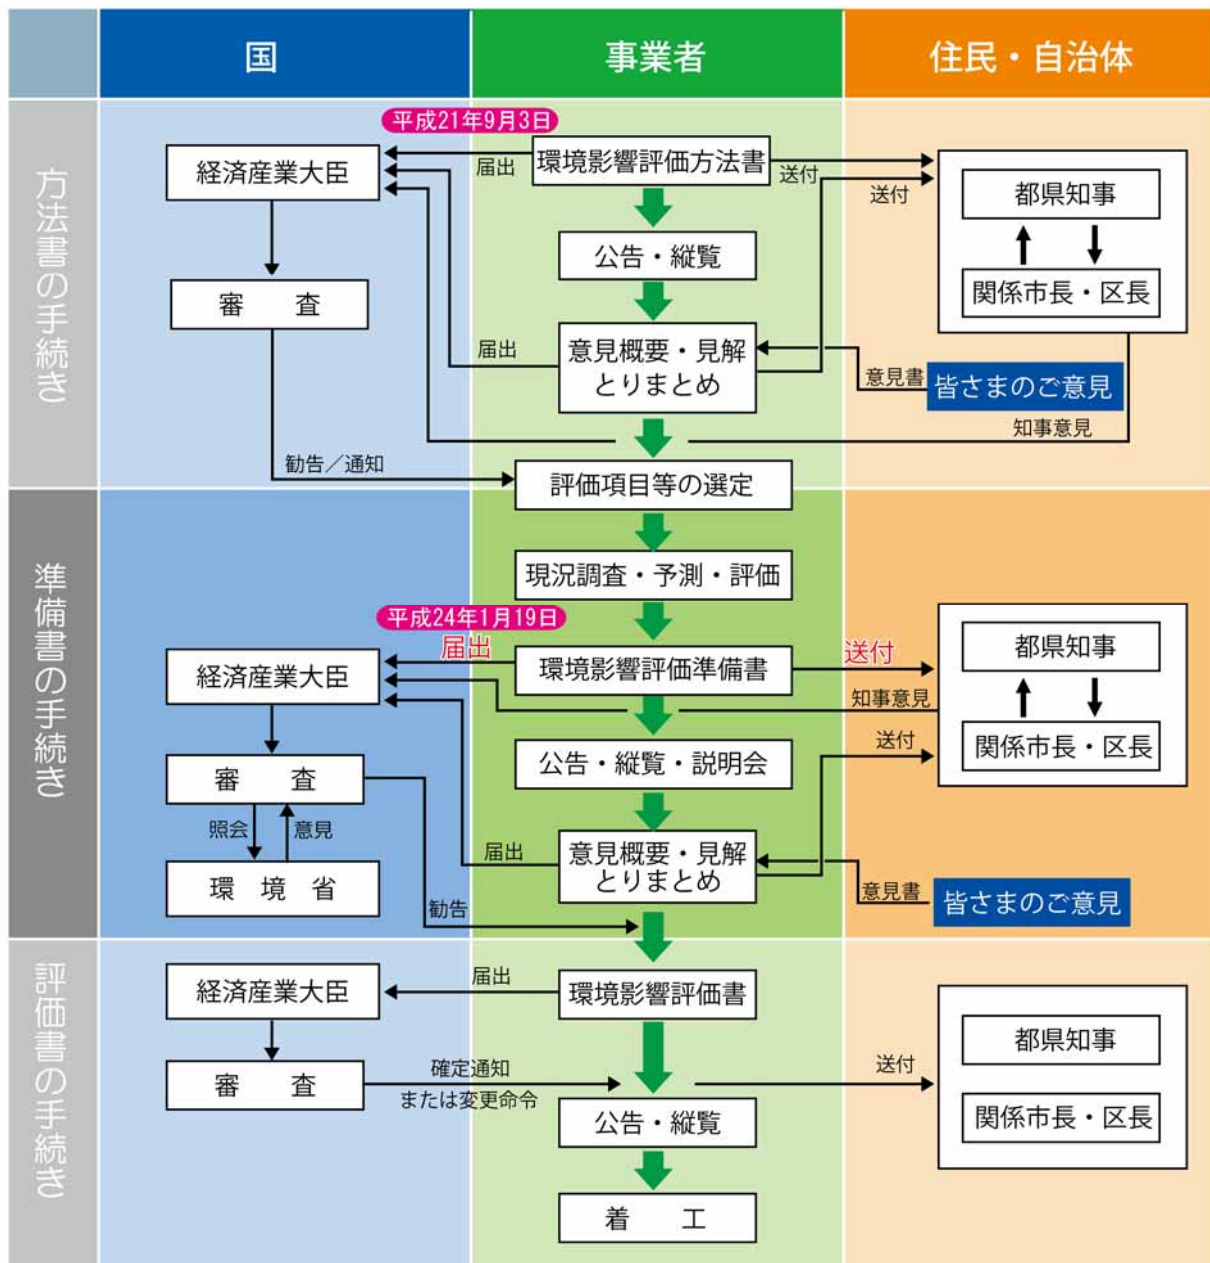 国
事業者
住民・自治体
方法書の手続き
平成21年9月3日
経済産業大臣
届出
環境影響評価方法書
送付
送付
都県知事
公告・縦覧
審　査
関係市長・区長
届出
意見概要・見解
とりまとめ
意見書
皆さまのご意見
知事意見
勧告／通知
評価項目等の選定
準備書の手続き
現況調査・予測・評価
平成24年1月19日
届出
経済産業大臣
環境影響評価準備書
送付
都県知事
知事意見
送付
関係市長・区長
公告・縦覧・説明会
審　査
照会
意見
環　境　省
届出
意見概要・見解
とりまとめ
意見書
皆さまのご意見
勧告
評価書の手続き
経済産業大臣
届出
環境影響評価書
都県知事
審　査
確定通知
または変更命令
送付
関係市長・区長
公告・縦覧
着　工